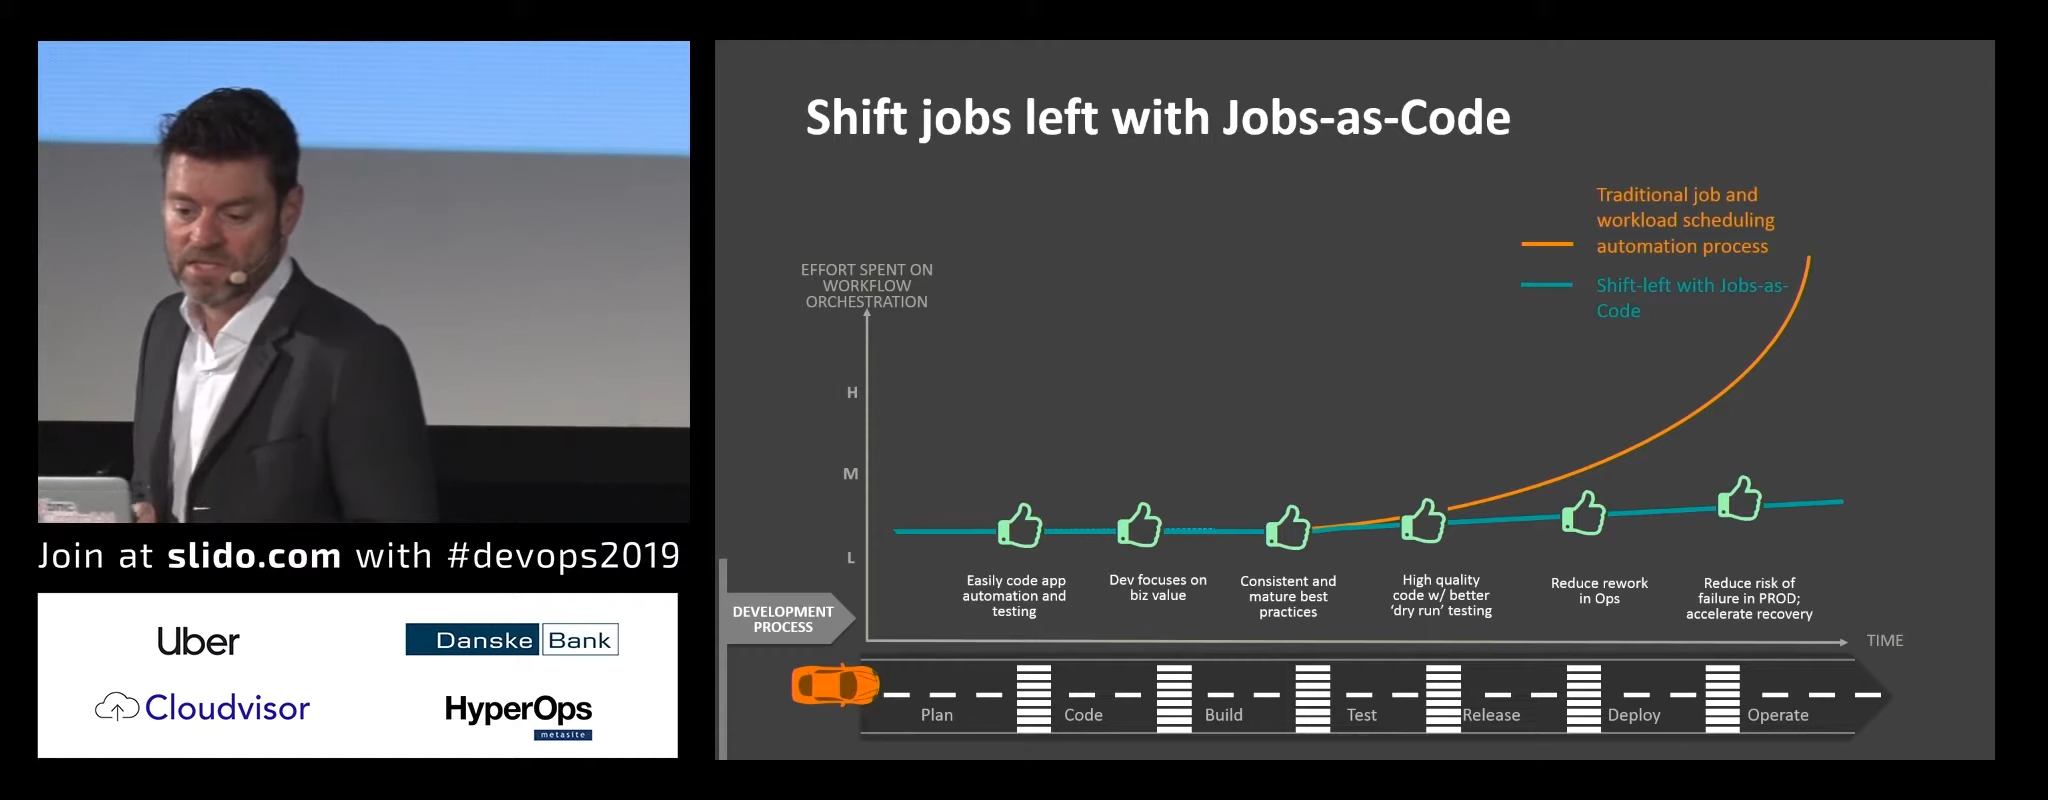 Join at slido.com with #devops2019
Uber
Danske Bank
Cloudvisor
HyperOps
metasite
Shift jobs left with Jobs-as-Code
Traditional job and
workload scheduling
automation process
Shift-left with Jobs-as-
Code
EFFORT SPENT ON
WORKFLOW
ORCHESTRATION
H
M
L
Easily code app
automation and
testing
Dev focuses on
biz value
Consistent and
mature best
practices
High quality
code w/ better
‘dry run’ testing
Reduce rework
in Ops
Reduce risk of
failure in PROD;
accelerate recovery
DEVELOPMENT
PROCESS
TIME
Plan
Code
Build
Test
Release
Deploy
Operate